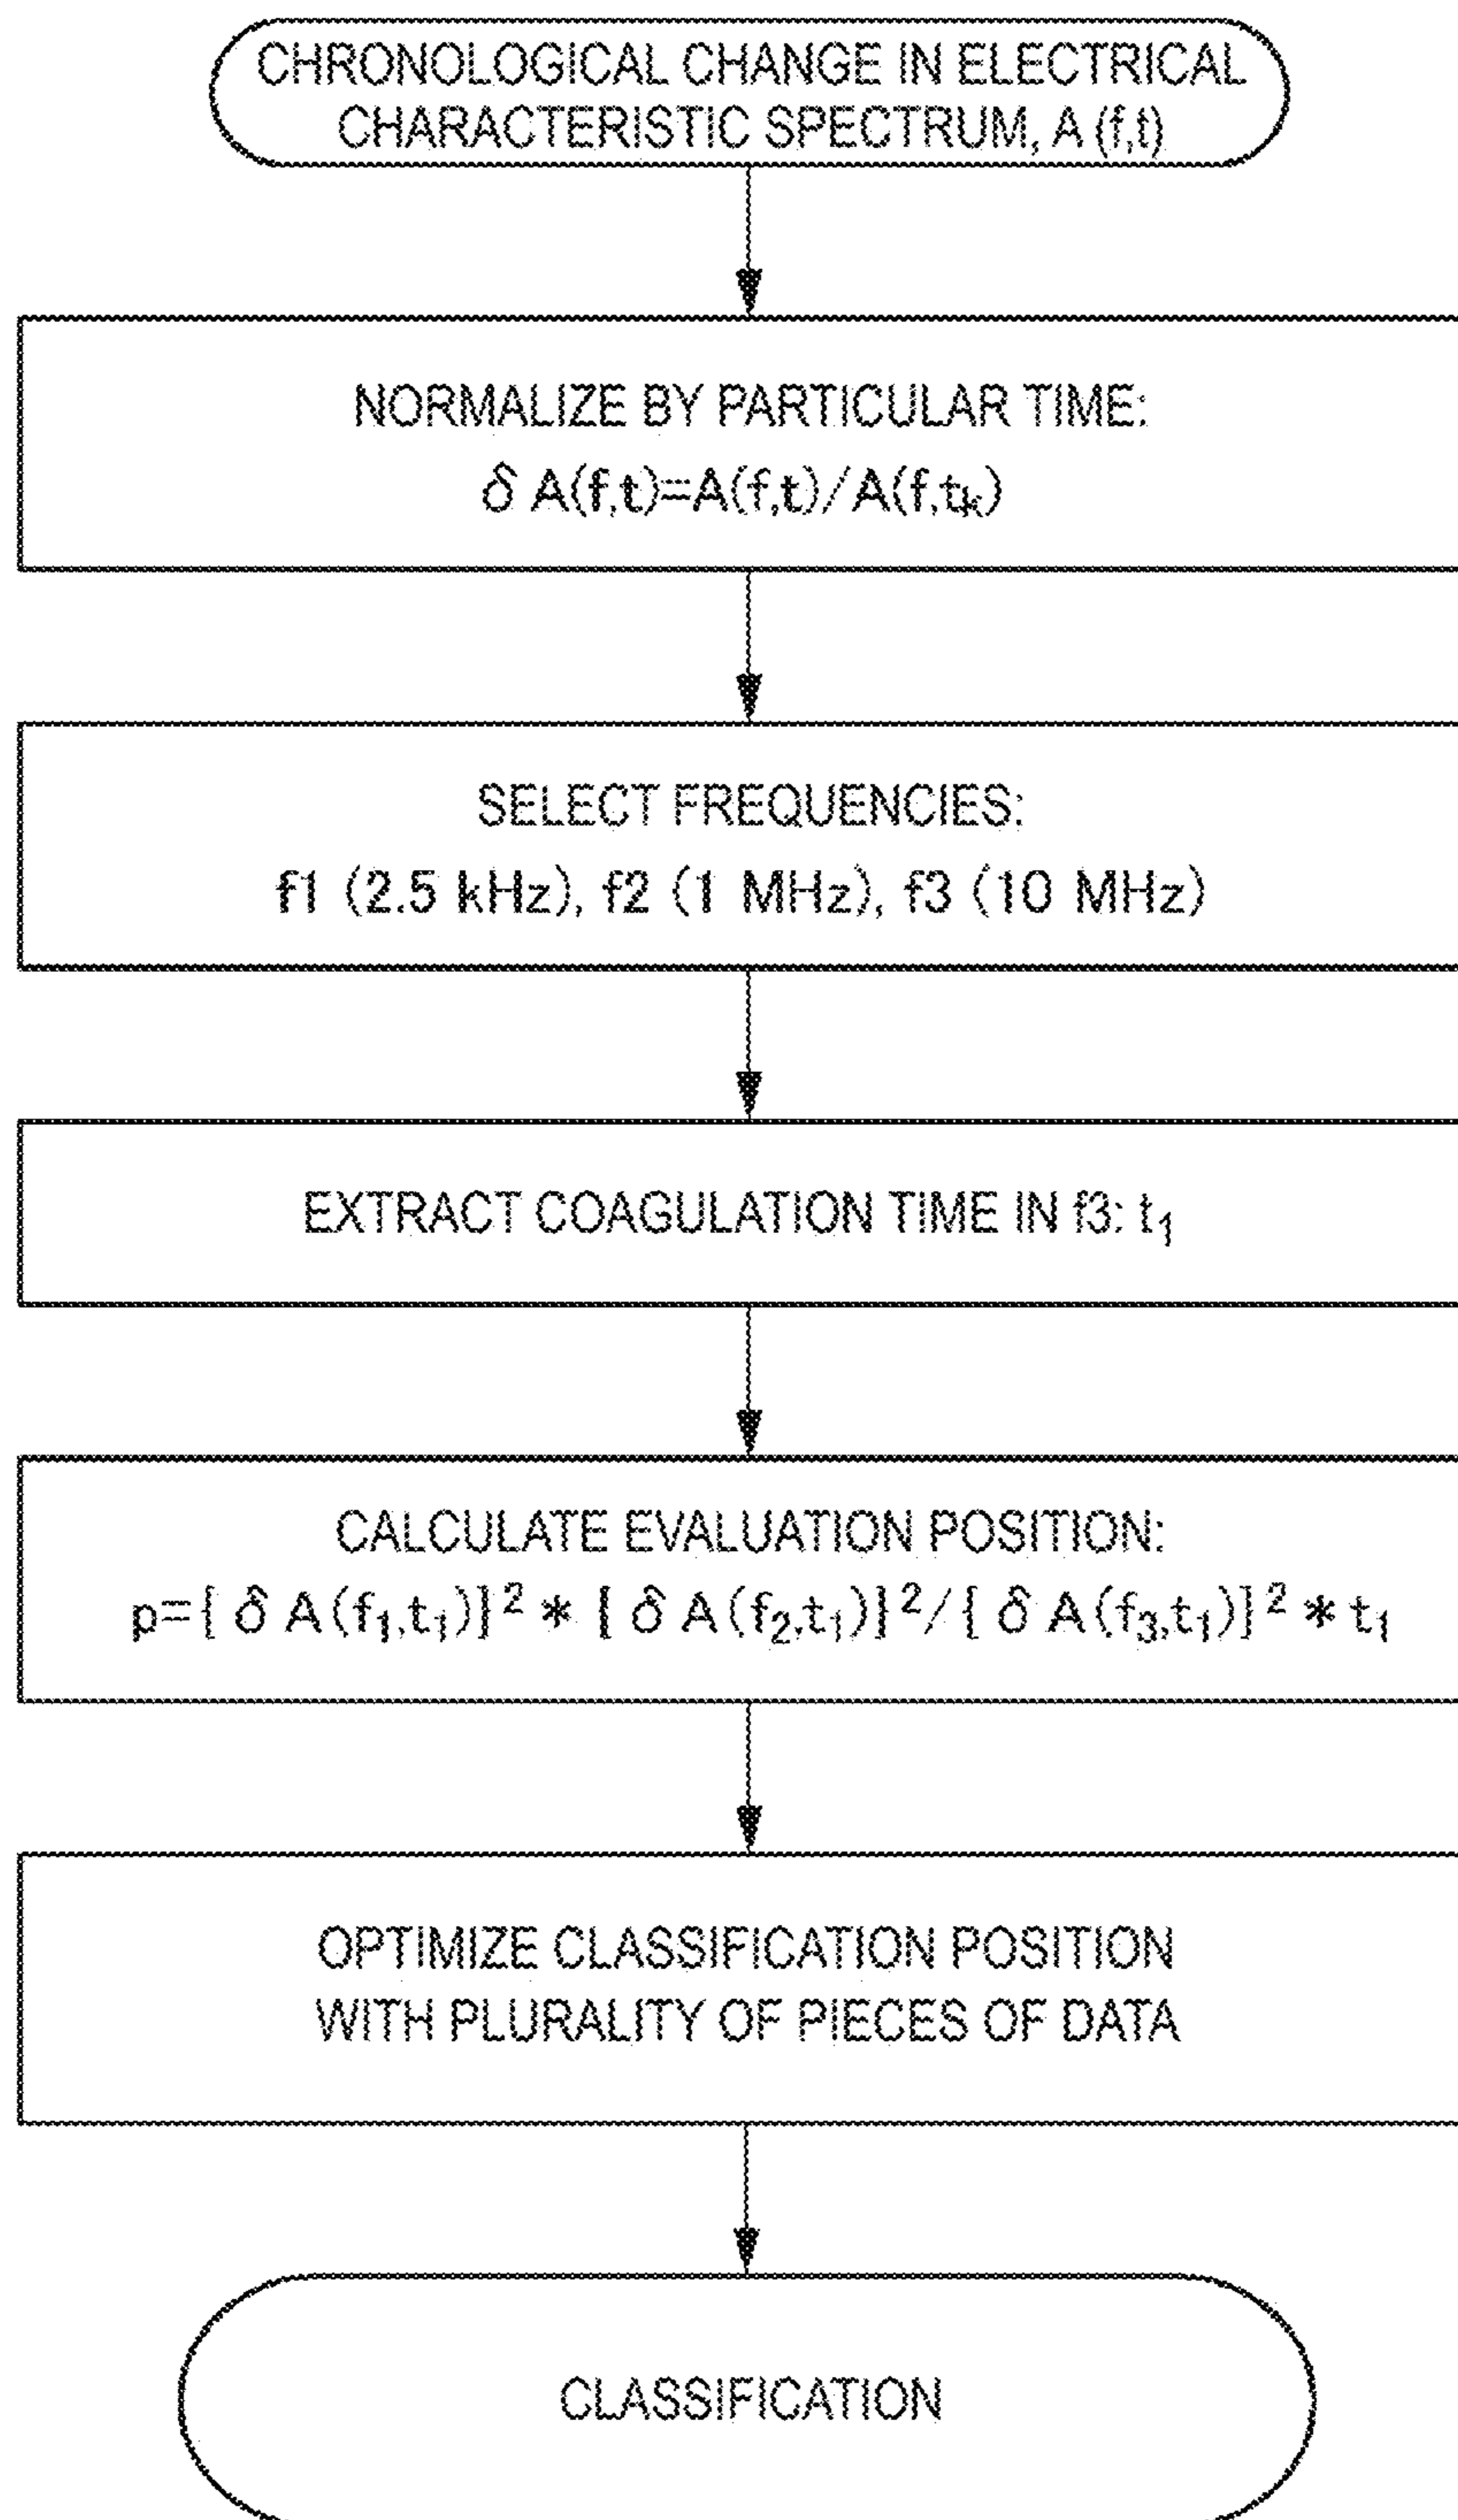 CHRONOLOGICAL CHANGE IN ELECTRICAL
CHARACTERISTIC SPECTRUM, A (f,t)
NORMALIZE BY PARTICULAR TIME:
δ A(f,t)=A(f,t)/A(f,tₖ)
SELECT FREQUENCIES:
f1 (2.5 kHz), f2 (1 MHz), f3 (10 MHz)
EXTRACT COAGULATION TIME IN f3: t₁
CALCULATE EVALUATION POSITION:
p={ δ A(f₁,t₁)}² * { δ A(f₂,t₁)}²/{ δ A(f₃,t₁)}² * t₁
OPTIMIZE CLASSIFICATION POSITION
WITH PLURALITY OF PIECES OF DATA
CLASSIFICATION